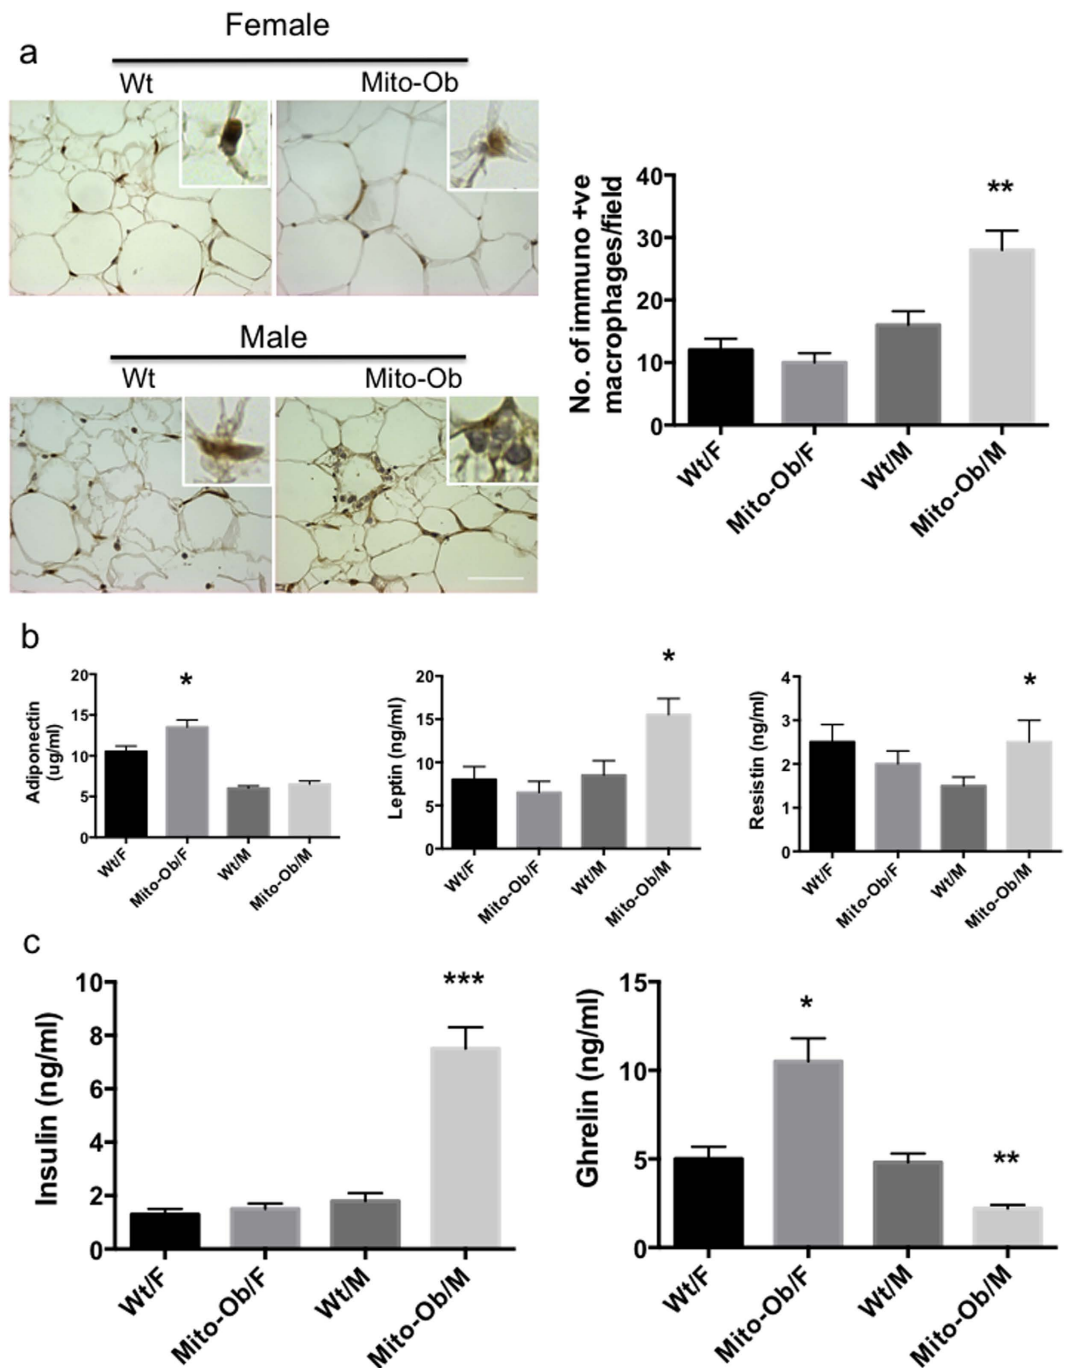 Female
a
Wt Mito-Ob
Male
Wt Mito-Ob
No. of immuno +ve
macrophages/field
40
30
20
10
0
**
Wt/F
Mito-Ob/F
Wt/M
Mito-Ob/M
b
Adiponectin
(ug/ml)
20
15
10
5
0
*
Wt/F
Mito-Ob/F
Wt/M
Mito-Ob/M
Leptin (ng/ml)
20
15
10
5
0
*
Wt/F
Mito-Ob/F
Wt/M
Mito-Ob/M
Resistin (ng/ml)
4
3
2
1
0
*
Wt/F
Mito-Ob/F
Wt/M
Mito-Ob/M
c
Insulin (ng/ml)
10
8
6
4
2
0
***
Wt/F
Mito-Ob/F
Wt/M
Mito-Ob/M
Ghrelin (ng/ml)
15
10
5
0
*
**
Wt/F
Mito-Ob/F
Wt/M
Mito-Ob/M